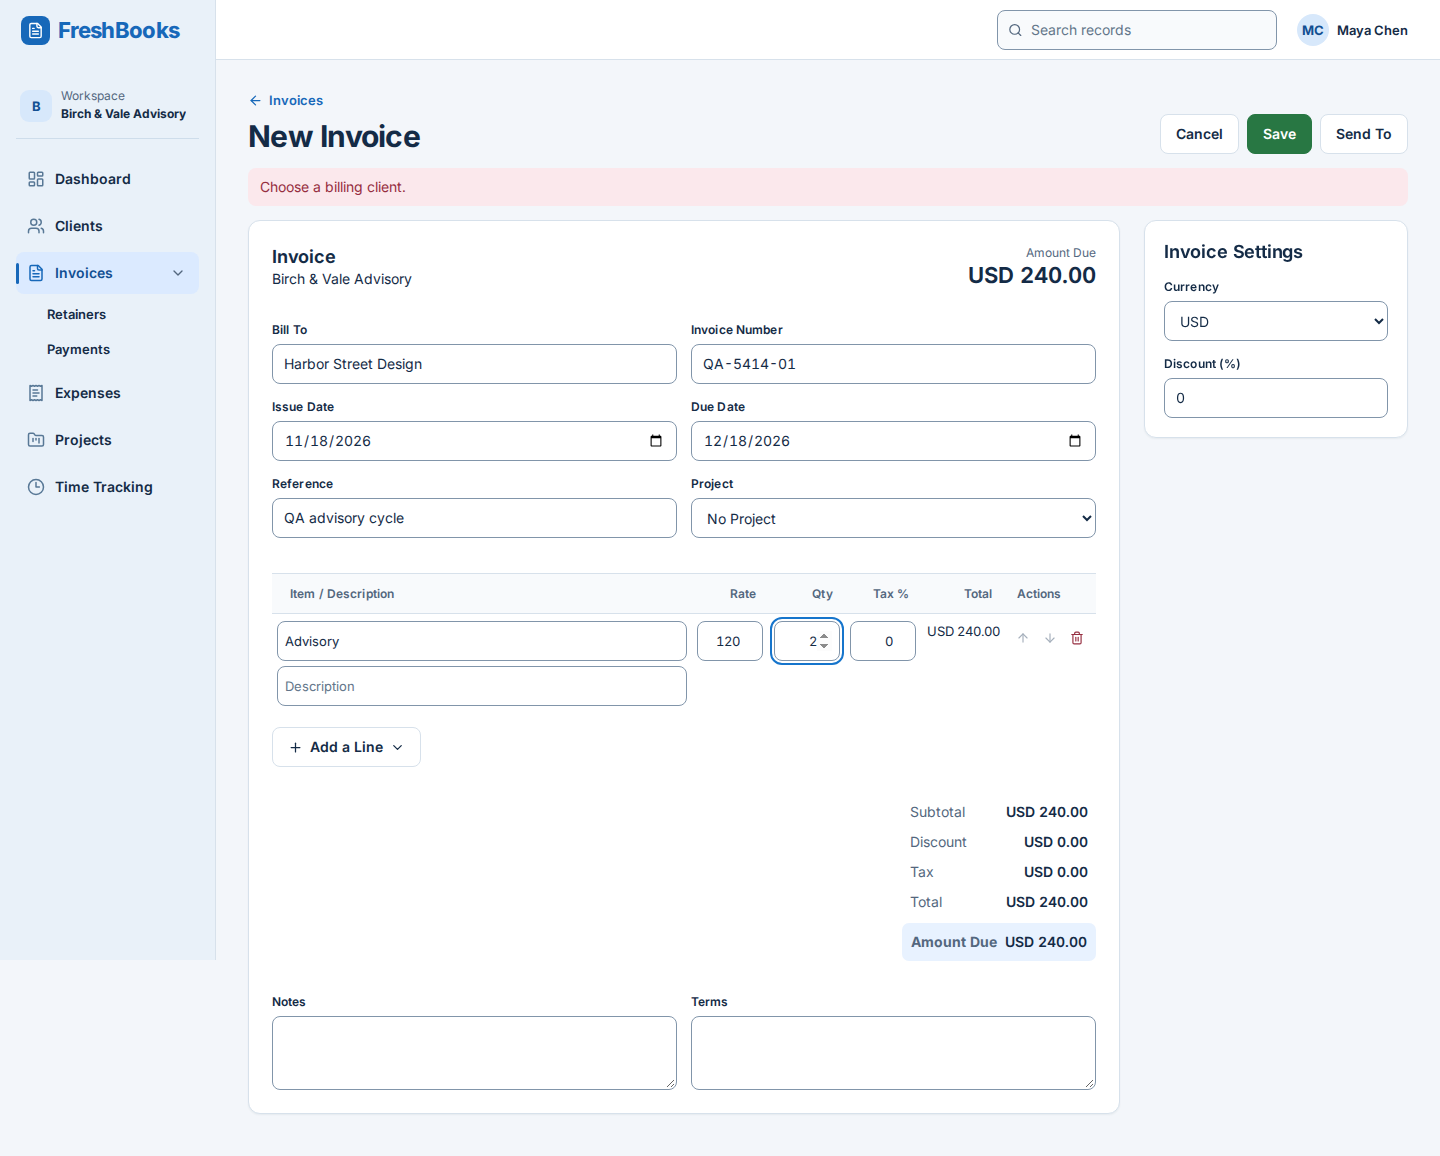 FreshBooks
Search records
MC
Maya Chen
B
Workspace
Birch & Vale Advisory
Dashboard
Clients
Invoices
Retainers
Payments
Expenses
Projects
Time Tracking
Invoices
New Invoice
Cancel
Save
Send To
Choose a billing client.
Invoice
Birch & Vale Advisory
Amount Due
USD 240.00
Bill To
Harbor Street Design
Invoice Number
QA-5414-01
Issue Date
11/18/2026
Due Date
12/18/2026
Reference
QA advisory cycle
Project
No Project
Item / Description Rate Qty Tax % Total Actions
Advisory 120 2 0 USD 240.00
Description
Add a Line
Subtotal USD 240.00
Discount USD 0.00
Tax USD 0.00
Total USD 240.00
Amount Due USD 240.00
Notes
Terms
Invoice Settings
Currency
USD
Discount (%)
0